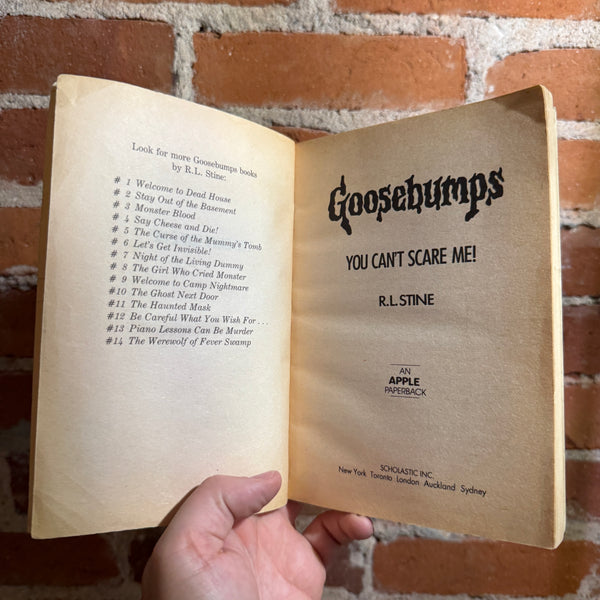 Look for more Goosebumps books
by R.L. Stine:
# 1 Welcome to Dead House
# 2 Stay Out of the Basement
# 3 Monster Blood
# 4 Say Cheese and Die!
# 5 The Curse of the Mummy's Tomb
# 6 Let's Get Invisible!
# 7 Night of the Living Dummy
# 8 The Girl Who Cried Monster
# 9 Welcome to Camp Nightmare
#10 The Ghost Next Door
#11 The Haunted Mask
#12 Be Careful What You Wish For . . .
#13 Piano Lessons Can Be Murder
#14 The Werewolf of Fever Swamp
Goosebumps
YOU CAN'T SCARE ME!
R.L. STINE
AN
APPLE
PAPERBACK
SCHOLASTIC INC.
New York Toronto London Auckland Sydney